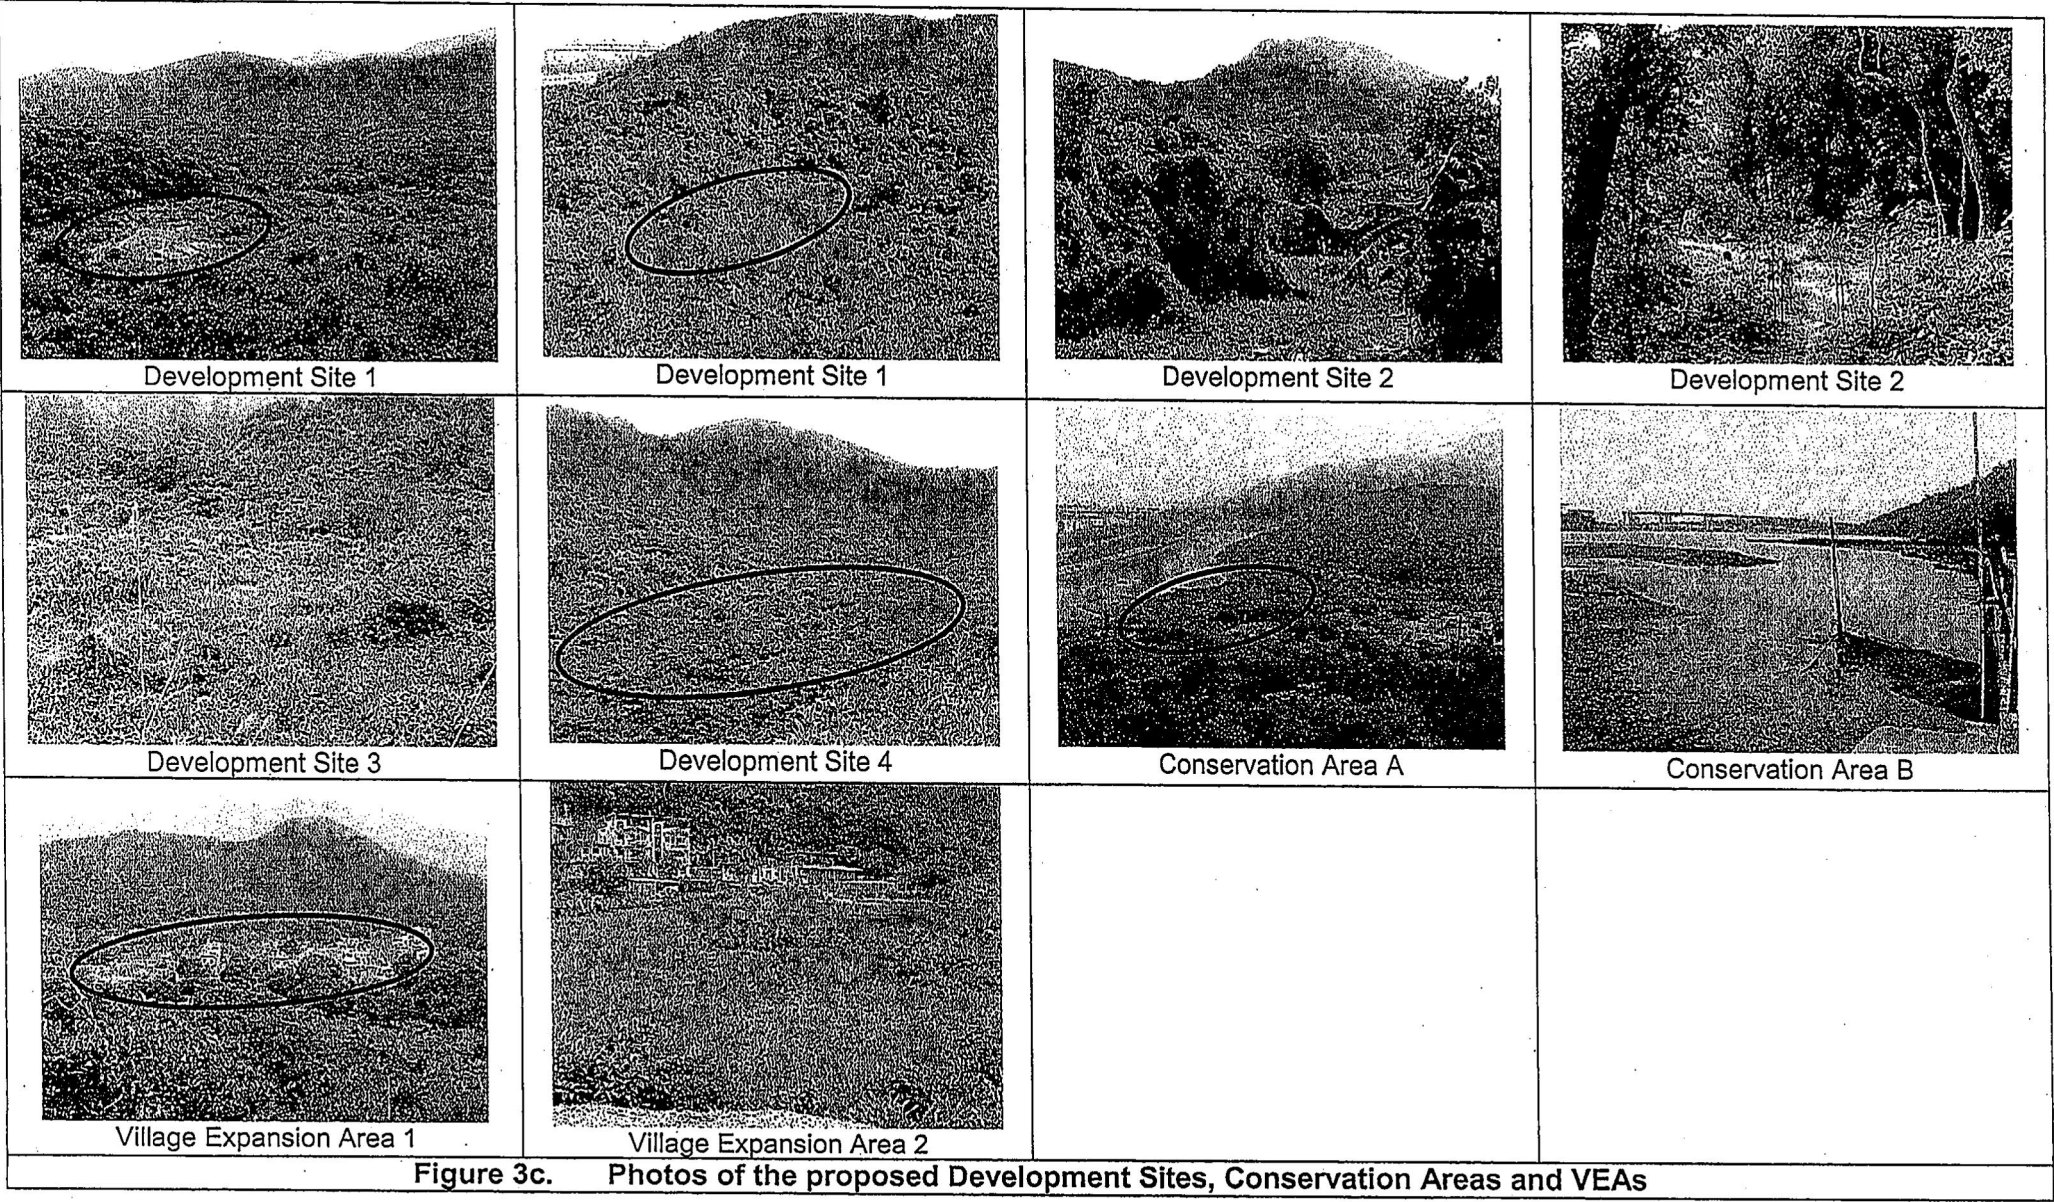 Development Site 1
Development Site 1
Development Site 2
Development Site 2
Development Site 3
Development Site 4
Conservation Area A
Conservation Area B
Village Expansion Area 1
Village Expansion Area 2
Figure 3c. Photos of the proposed Development Sites, Conservation Areas and VEAs